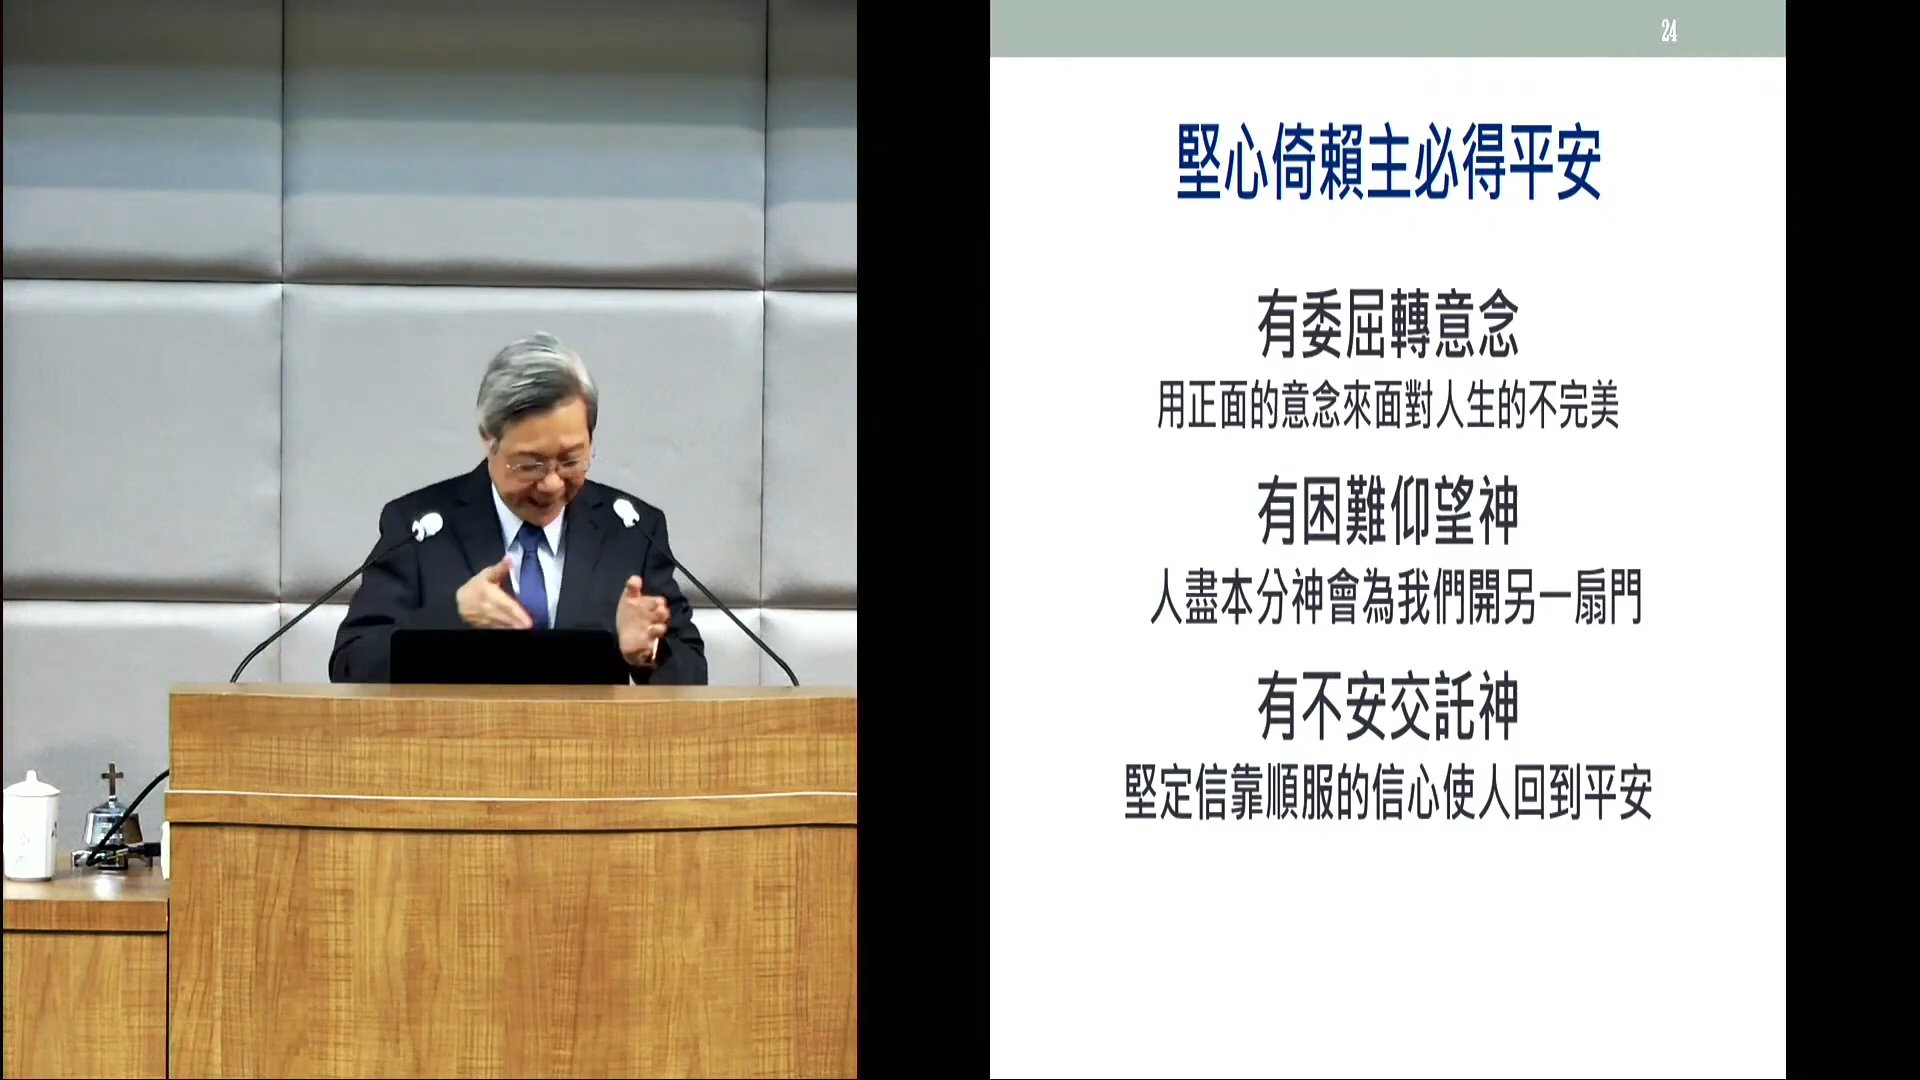 24
堅心倚賴主必得平安
有委屈轉意念
用正面的意念來面對人生的不完美
有困難仰望神
人盡本分神會為我們開另一扇門
有不安交託神
堅定信靠順服的信心使人回到平安